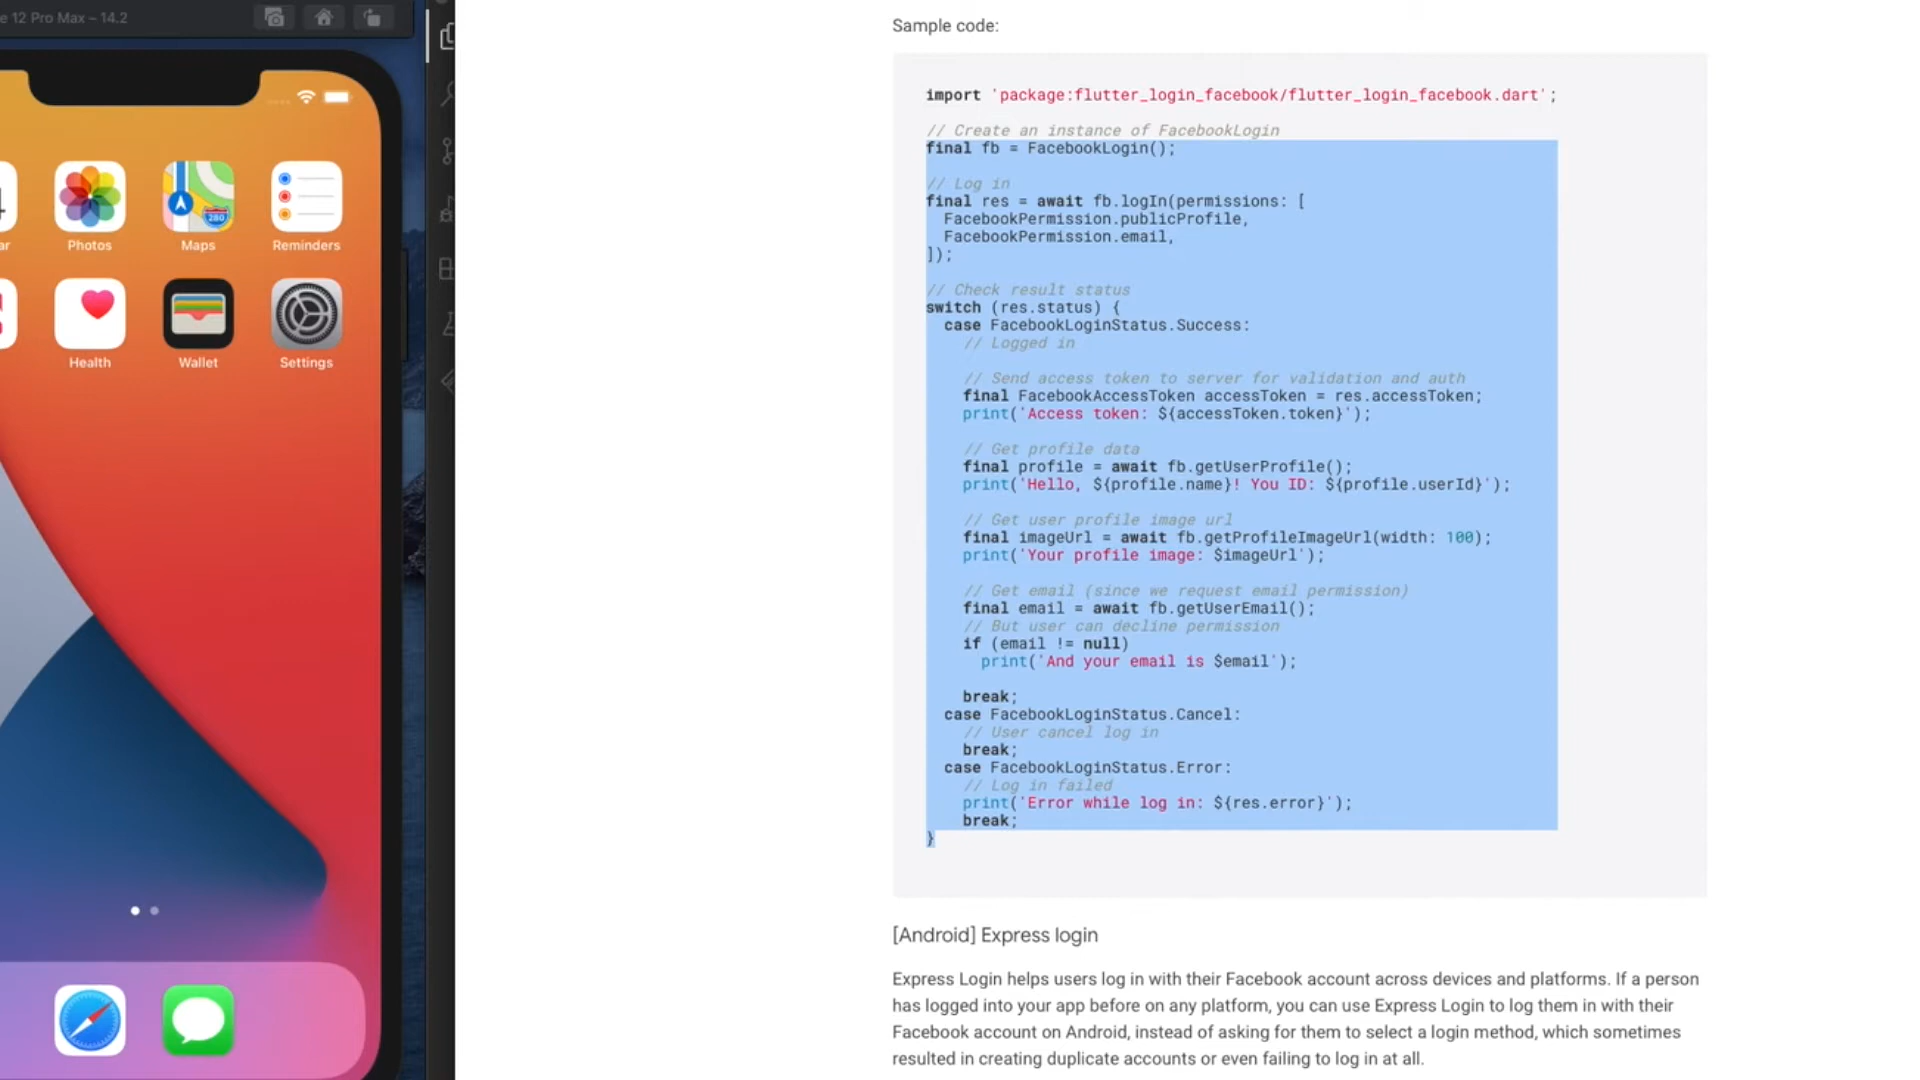 e 12 Pro Max – 14.2
ar
Photos
Maps
Reminders
280
Health
Wallet
Settings
Sample code:
import 'package:flutter_login_facebook/flutter_login_facebook.dart';
// Create an instance of FacebookLogin
final fb = FacebookLogin();
// Log in
final res = await fb.logIn(permissions: [
FacebookPermission.publicProfile,
FacebookPermission.email,
]);
// Check result status
switch (res.status) {
case FacebookLoginStatus.Success:
// Logged in
// Send access token to server for validation and auth
final FacebookAccessToken accessToken = res.accessToken;
print('Access token: ${accessToken.token}');
// Get profile data
final profile = await fb.getUserProfile();
print('Hello, ${profile.name}! You ID: ${profile.userId}');
// Get user profile image url
final imageUrl = await fb.getProfileImageUrl(width: 100);
print('Your profile image: $imageUrl');
// Get email (since we request email permission)
final email = await fb.getUserEmail();
// But user can decline permission
if (email != null)
print('And your email is $email');
break;
case FacebookLoginStatus.Cancel:
// User cancel log in
break;
case FacebookLoginStatus.Error:
// Log in failed
print('Error while log in: ${res.error}');
break;
}
[Android] Express login
Express Login helps users log in with their Facebook account across devices and platforms. If a person
has logged into your app before on any platform, you can use Express Login to log them in with their
Facebook account on Android, instead of asking for them to select a login method, which sometimes
resulted in creating duplicate accounts or even failing to log in at all.